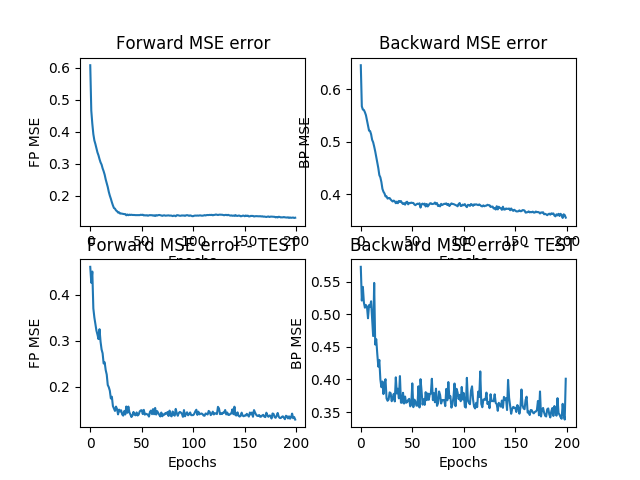 Forward MSE error
Backward MSE error
0.6
0.5
0.4
0.3
0.2
FP MSE
0 50 100 150 200
Epochs
0.6
0.5
0.4
BP MSE
0 50 100 150 200
Epochs
Forward MSE error - TEST
Backward MSE error - TEST
0.4
0.3
0.2
FP MSE
0 50 100 150 200
Epochs
0.55
0.50
0.45
0.40
0.35
BP MSE
0 50 100 150 200
Epochs